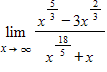 lim x→∞ (x^(5/3) − 3x^(2/3)) / (x^(18/5) + x)